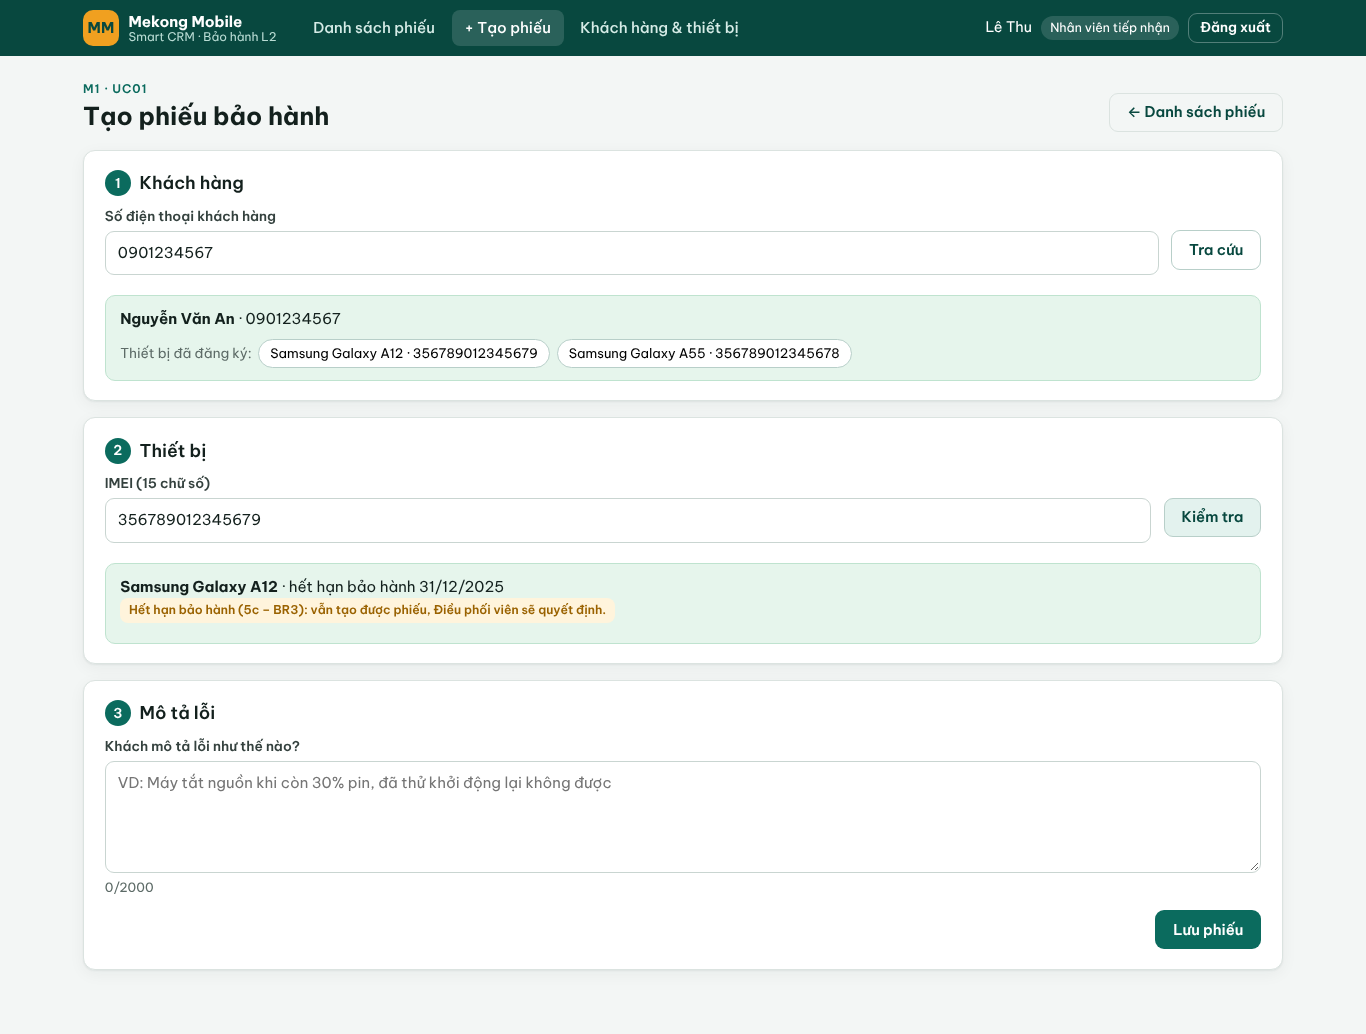 MM
Mekong Mobile
Smart CRM · Bảo hành L2
Danh sách phiếu
+ Tạo phiếu
Khách hàng & thiết bị
Lê Thu
Nhân viên tiếp nhận
Đăng xuất
M1 · UC01
Tạo phiếu bảo hành
← Danh sách phiếu
1 Khách hàng
Số điện thoại khách hàng
0901234567
Tra cứu
Nguyễn Văn An · 0901234567
Thiết bị đã đăng ký: Samsung Galaxy A12 · 356789012345679 Samsung Galaxy A55 · 356789012345678
2 Thiết bị
IMEI (15 chữ số)
356789012345679
Kiểm tra
Samsung Galaxy A12 · hết hạn bảo hành 31/12/2025
Hết hạn bảo hành (5c – BR3): vẫn tạo được phiếu, Điều phối viên sẽ quyết định.
3 Mô tả lỗi
Khách mô tả lỗi như thế nào?
VD: Máy tắt nguồn khi còn 30% pin, đã thử khởi động lại không được
0/2000
Lưu phiếu